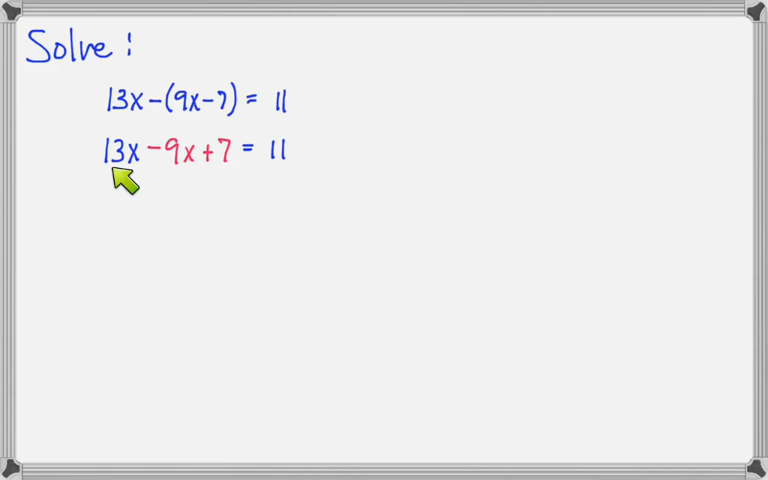 Solve :
13x-(9x-7) = 11
13x-9x+7 = 11